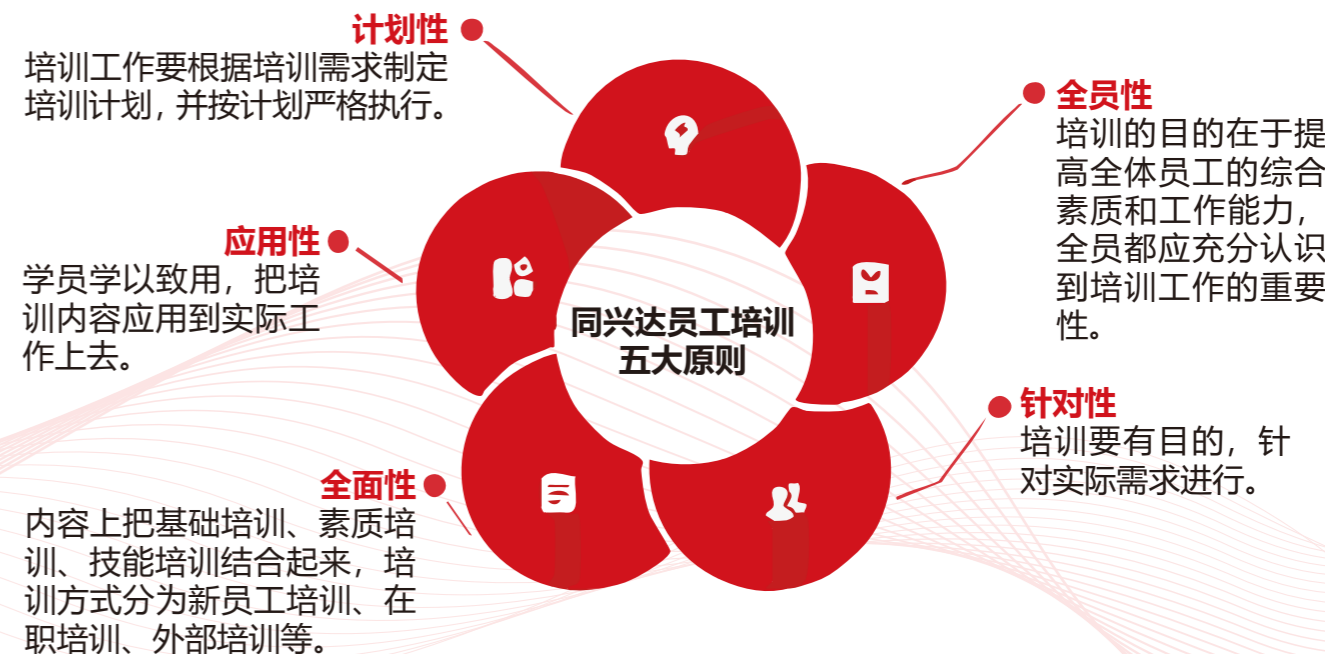 计划性
培训工作要根据培训需求制定
培训计划，并按计划严格执行。
全员性
培训的目的在于提
高全体员工的综合
素质和工作能力，
全员都应充分认识
到培训工作的重要
性。
应用性
学员学以致用，把培
训内容应用到实际工
作上去。
同兴达员工培训
五大原则
针对性
培训要有目的，针
对实际需求进行。
全面性
内容上把基础培训、素质培
训、技能培训结合起来，培
训方式分为新员工培训、在
职培训、外部培训等。